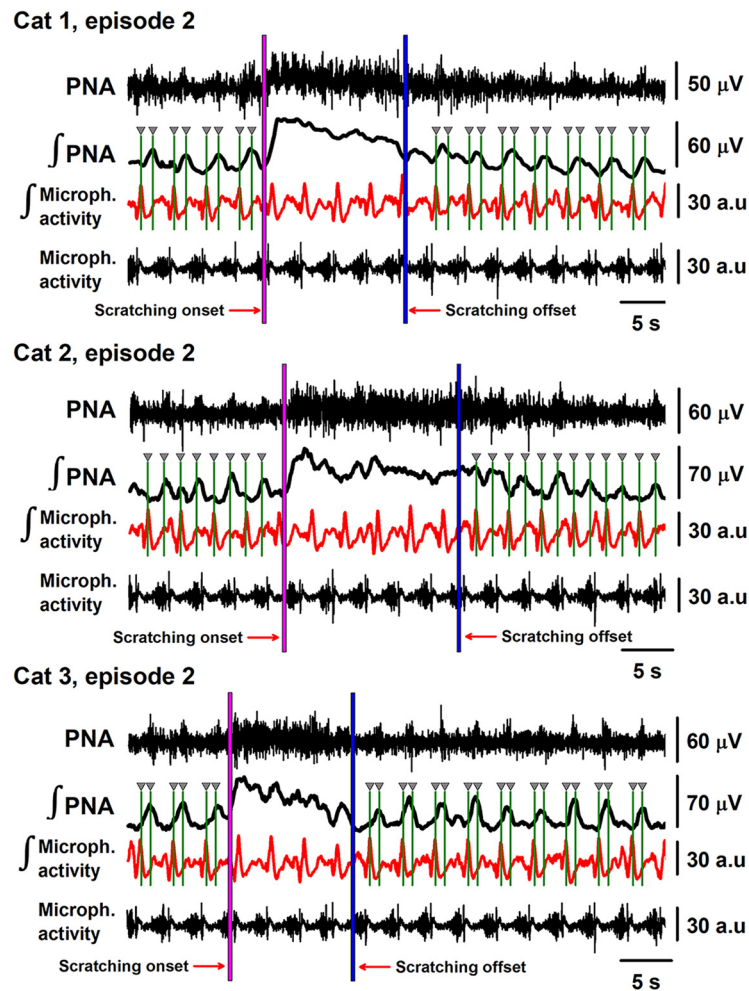 Cat 1, episode 2
PNA
50 μV
∫ PNA
60 μV
∫ Microph.
activity
30 a.u
Microph.
activity
30 a.u
Scratching onset
Scratching offset
5 s
Cat 2, episode 2
PNA
60 μV
∫ PNA
70 μV
∫ Microph.
activity
30 a.u
Microph.
activity
30 a.u
Scratching onset
Scratching offset
5 s
Cat 3, episode 2
PNA
60 μV
∫ PNA
70 μV
∫ Microph.
activity
30 a.u
Microph.
activity
30 a.u
Scratching onset
Scratching offset
5 s